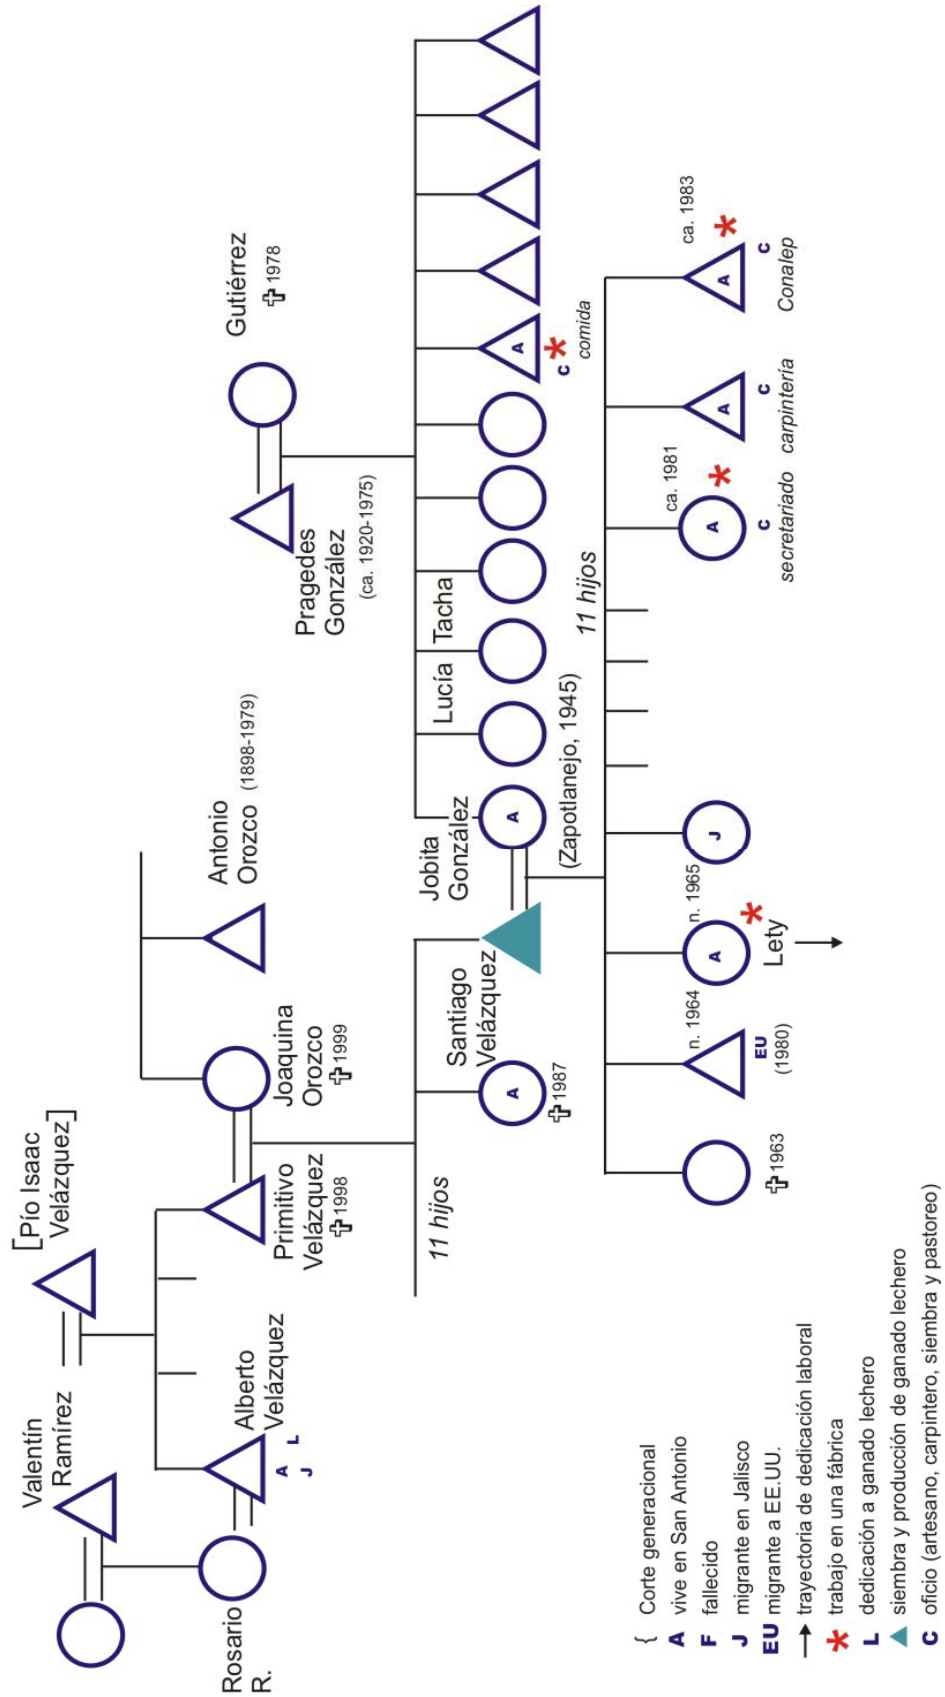 [Pío Isaac
Velázquez]
Valentín
Ramírez
Gutiérrez
✞ 1978
Antonio
Orozco (1898-1979)
Pragedes
González
(ca. 1920-1975)
Rosario
R.
Alberto
Velázquez
A
J
L
Primitivo
Velázquez
✞ 1998
Joaquina
Orozco
✞ 1999
11 hijos
A
✞ 1987
Santiago
Velázquez
Jobita
González
A
Lucía
Tacha
A
C *
comida
(Zapotlanejo, 1945)
11 hijos
✞ 1963
n. 1964
EU
(1980)
n. 1965
A
*
Lety
J
ca. 1981
A
*
C
secretariado
A
C
carpintería
ca. 1983
A
*
C
Conalep
{ Corte generacional
A vive en San Antonio
F fallecido
J migrante en Jalisco
EU migrante a EE.UU.
→ trayectoria de dedicación laboral
* trabajo en una fábrica
L dedicación a ganado lechero
▲ siembra y producción de ganado lechero
C oficio (artesano, carpintero, siembra y pastoreo)